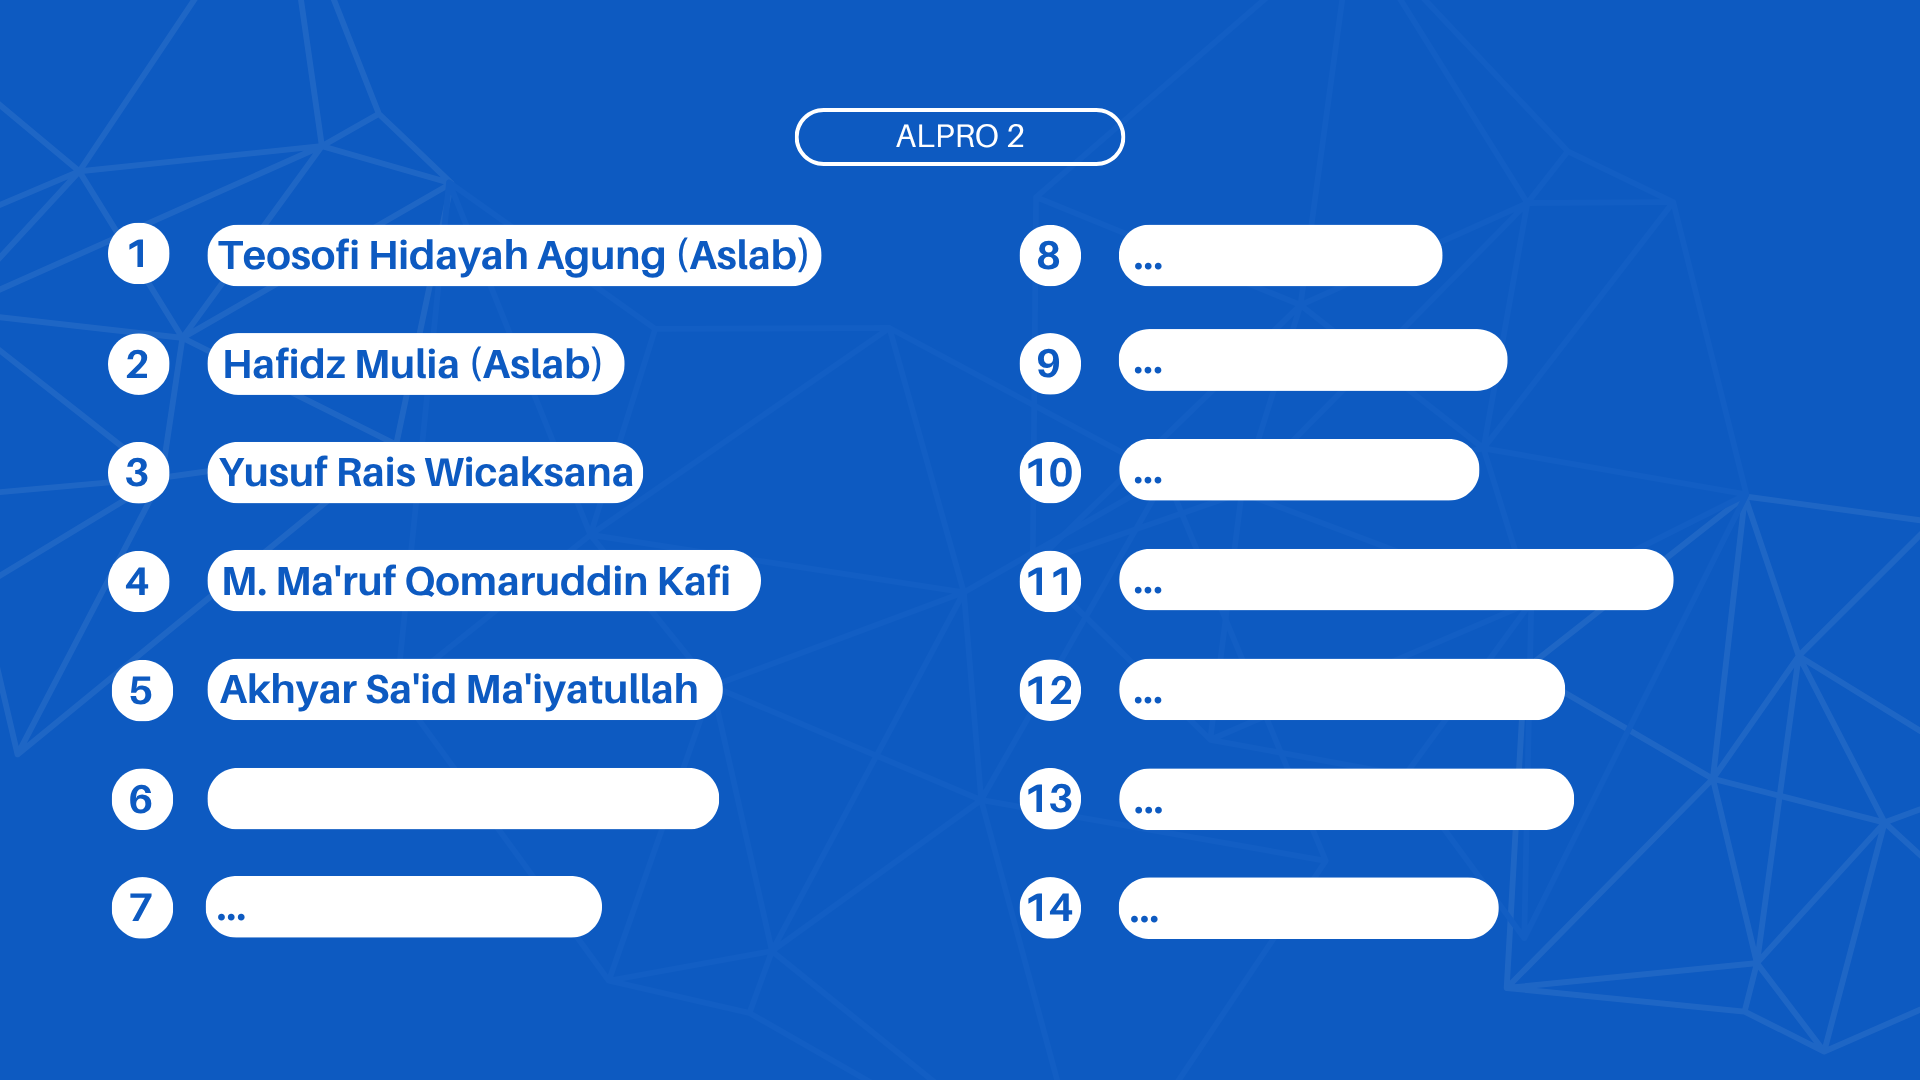 ALPRO 2
1 Teosofi Hidayah Agung (Aslab)
2 Hafidz Mulia (Aslab)
3 Yusuf Rais Wicaksana
4 M. Ma'ruf Qomaruddin Kafi
5 Akhyar Sa'id Ma'iyatullah
6
7 ...
8 ...
9 ...
10 ...
11 ...
12 ...
13 ...
14 ...